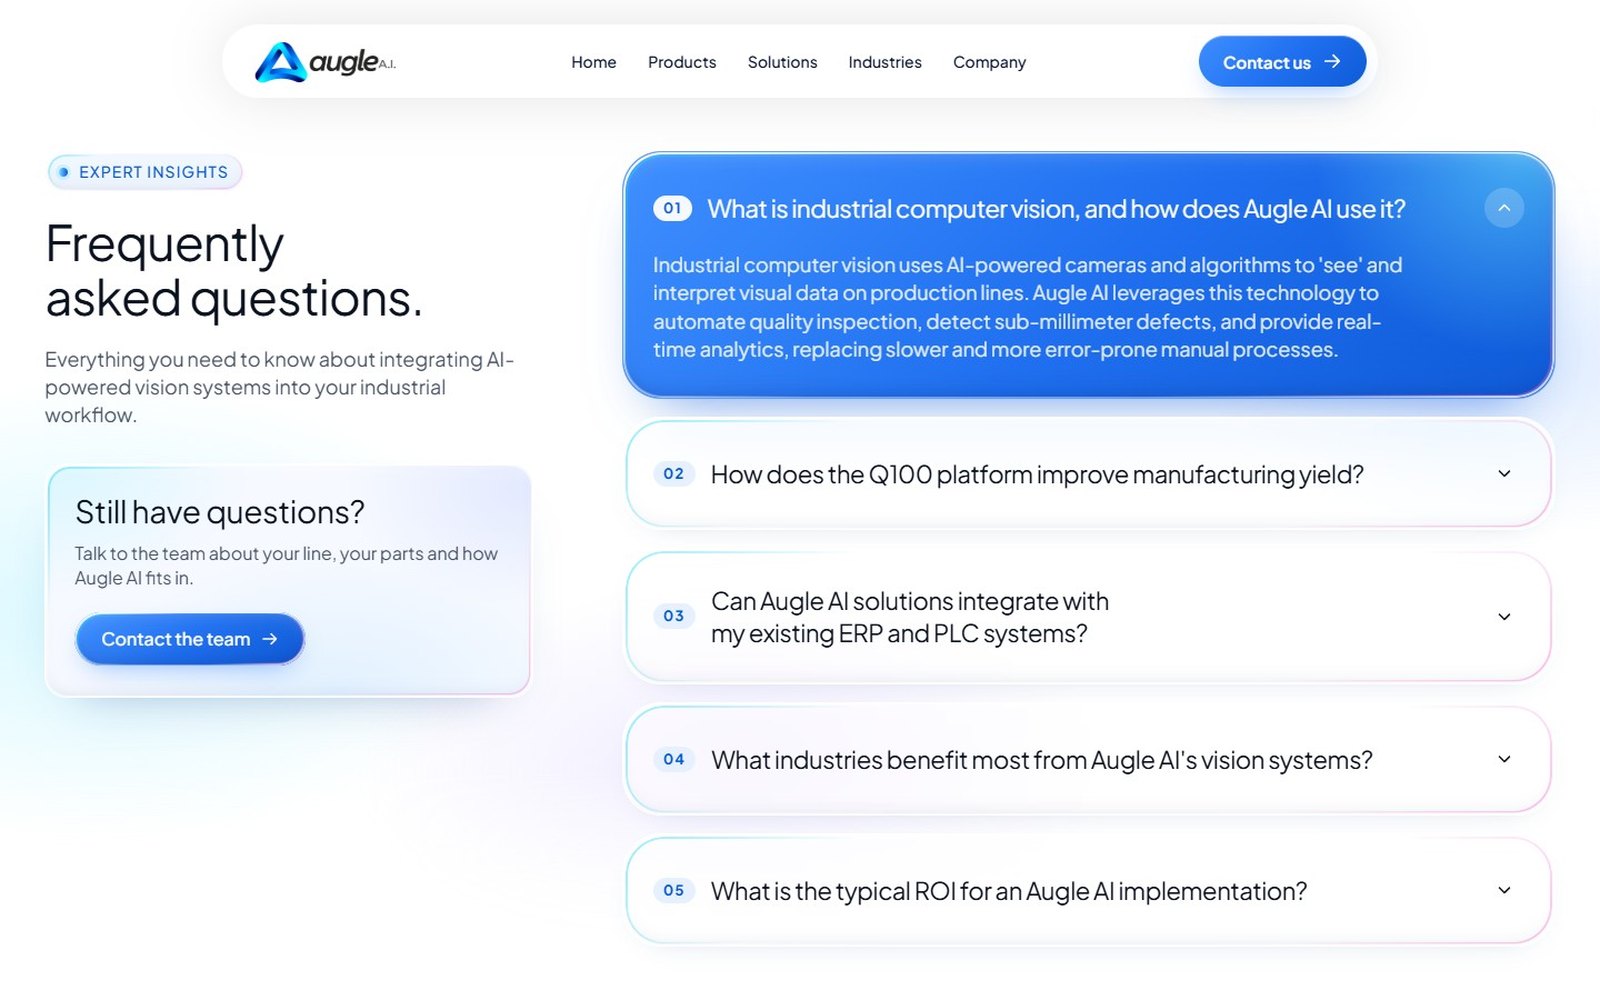 augle A.I.
Home
Products
Solutions
Industries
Company
Contact us
EXPERT INSIGHTS
Frequently
asked questions.
Everything you need to know about integrating AI-
powered vision systems into your industrial
workflow.
Still have questions?
Talk to the team about your line, your parts and how
Augle AI fits in.
Contact the team
01 What is industrial computer vision, and how does Augle AI use it?
Industrial computer vision uses AI-powered cameras and algorithms to 'see' and
interpret visual data on production lines. Augle AI leverages this technology to
automate quality inspection, detect sub-millimeter defects, and provide real-
time analytics, replacing slower and more error-prone manual processes.
02 How does the Q100 platform improve manufacturing yield?
03 Can Augle AI solutions integrate with
my existing ERP and PLC systems?
04 What industries benefit most from Augle AI's vision systems?
05 What is the typical ROI for an Augle AI implementation?